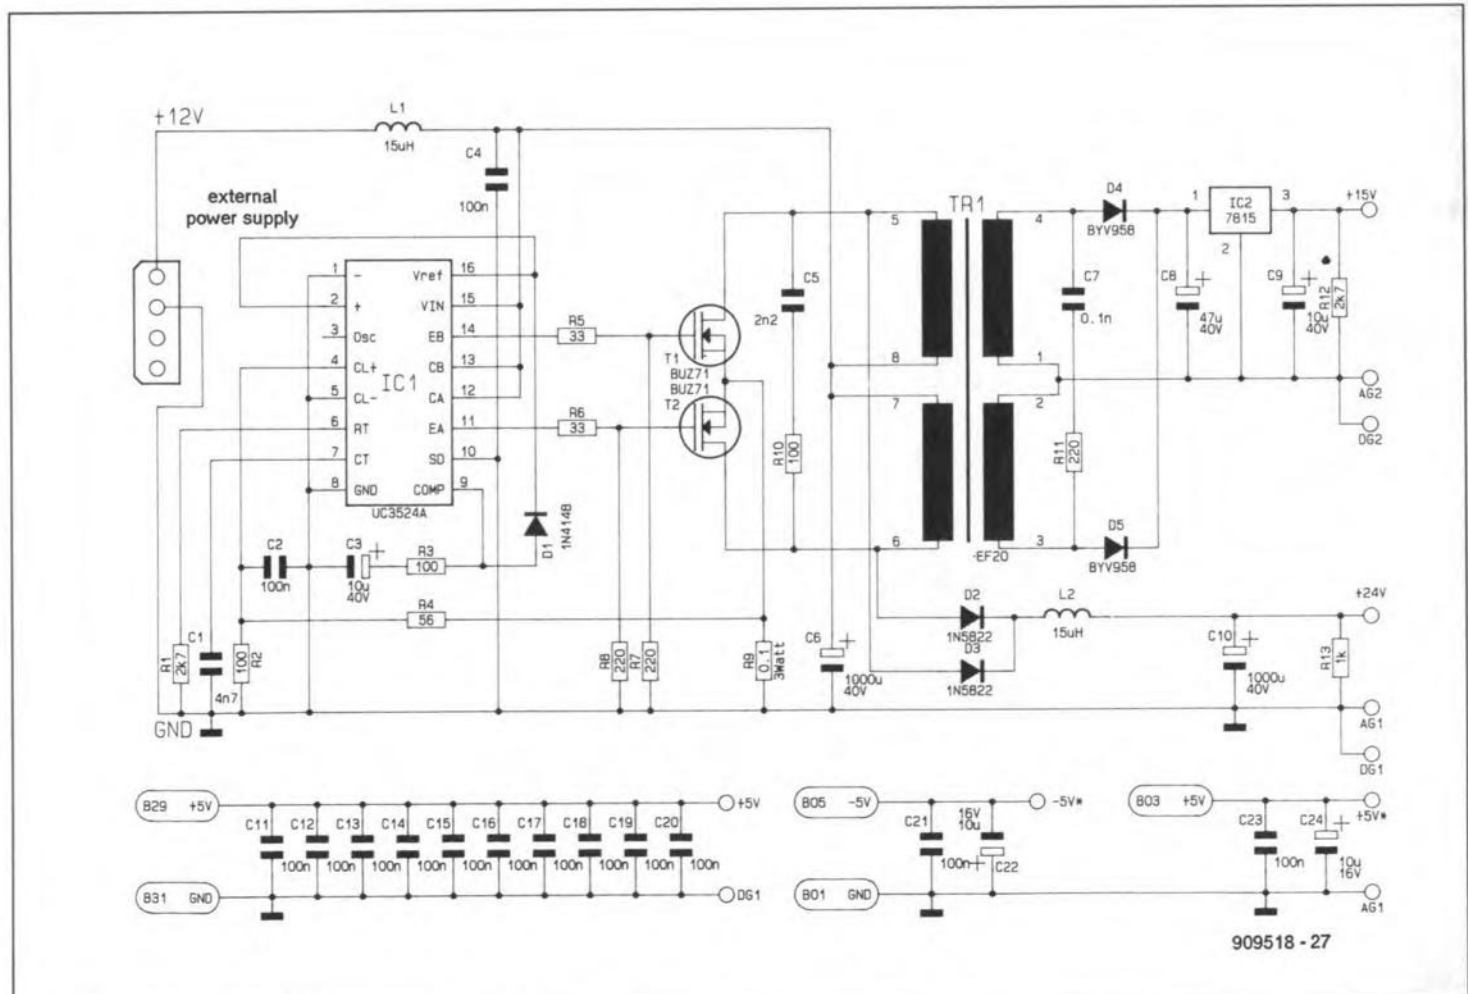 +12V
L1
15uH
C4
100n
external
power supply
1 -
2 +
3 Osc
4 CL+
5 CL-
6 RT
7 CT
8 GND
IC1
Vref 16
VIN 15
EB 14
CB 13
CA 12
EA 11
SD 10
COMP 9
UC3524A
R5
33
R6
33
T1
BUZ71
BUZ71
T2
C5
2n2
R10
100
TR1
5
8
7
6
4
1
2
3
-EF20
D4
BYV958
C7
0.1n
R11
220
D5
BYV958
1
IC2
7815
3
2
C8
+
47u
40V
C9
+
10u
40V
R12
2k7
+15V
AG2
DG2
D1
1N4148
C2
100n
C3
+
10u
40V
R3
100
R4
56
R1
2k7
C1
4n7
100
R2
R8
220
R7
220
R9
0.1
3Watt
C6
+
1000u
40V
D2
1N5822
D3
1N5822
L2
15uH
C10
+
1000u
40V
R13
1k
+24V
AG1
DG1
GND
B29 +5V
C11
100n
C12
100n
C13
100n
C14
100n
C15
100n
C16
100n
C17
100n
C18
100n
C19
100n
C20
100n
+5V
B31 GND
DG1
B05 -5V
C21
100n
16V
10u
+
C22
-5V*
B01 GND
B03 +5V
C23
100n
C24
+
10u
16V
+5V*
AG1
909518 - 27